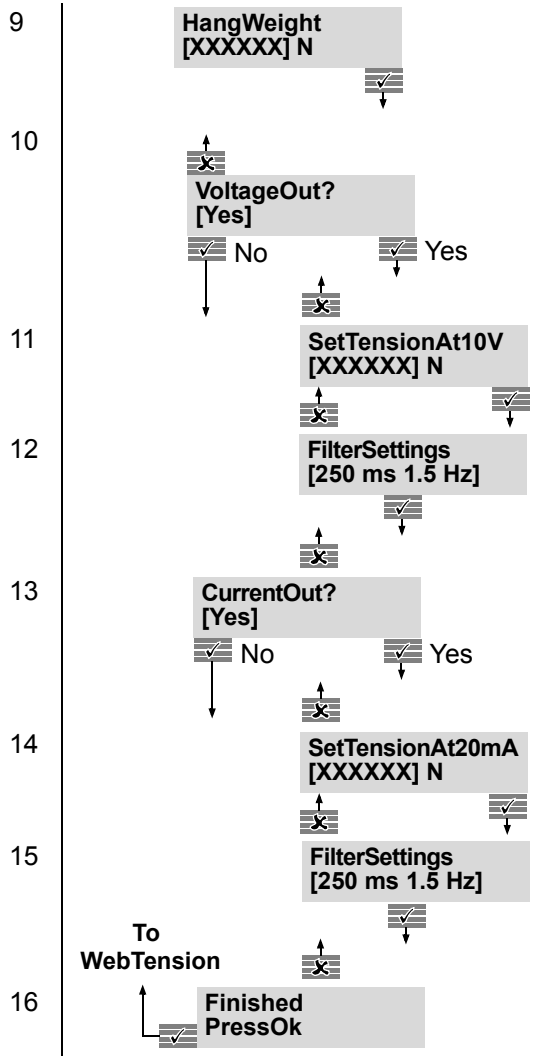 9
HangWeight
[XXXXXX] N
10
VoltageOut?
[Yes]
No
Yes
11
SetTensionAt10V
[XXXXXX] N
12
FilterSettings
[250 ms 1.5 Hz]
13
CurrentOut?
[Yes]
No
Yes
14
SetTensionAt20mA
[XXXXXX] N
15
FilterSettings
[250 ms 1.5 Hz]
To
WebTension
16
Finished
PressOk